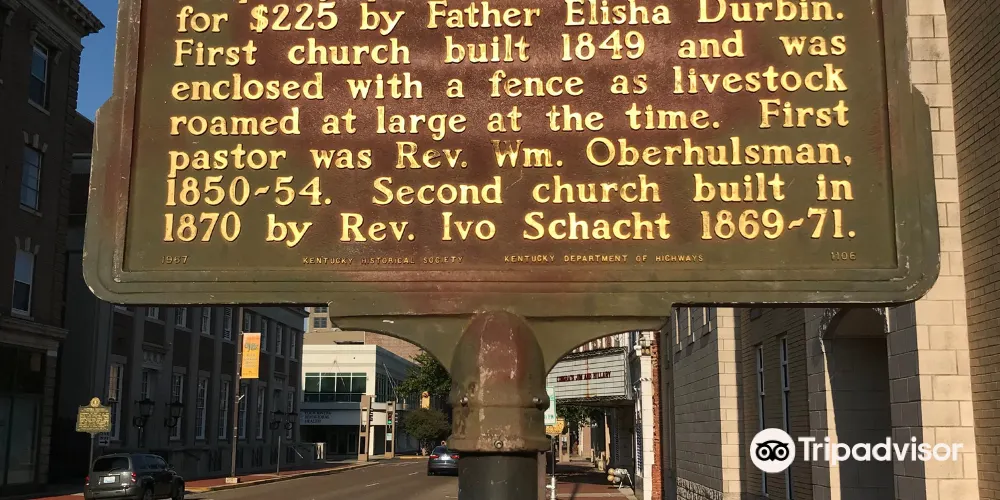 for $225 by Father Elisha Durbin.
First church built 1849 and was
enclosed with a fence as livestock
roamed at large at the time. First
pastor was Rev. Wm. Oberhulsman,
1850-54. Second church built in
1870 by Rev. Ivo Schacht 1869-71.
1967 KENTUCKY HISTORICAL SOCIETY KENTUCKY DEPARTMENT OF HIGHWAYS 1106
Tripadvisor